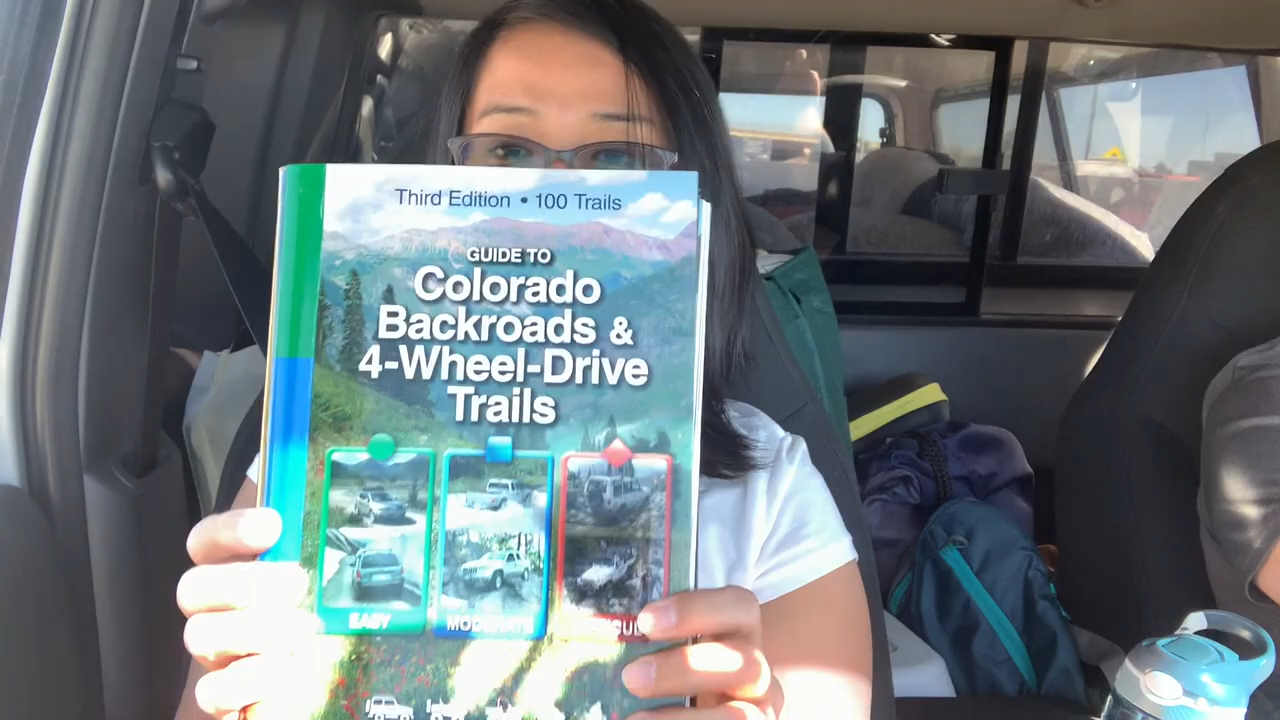 Third Edition • 100 Trails
GUIDE TO
Colorado
Backroads &
4-Wheel-Drive
Trails
EASY
MODERATE